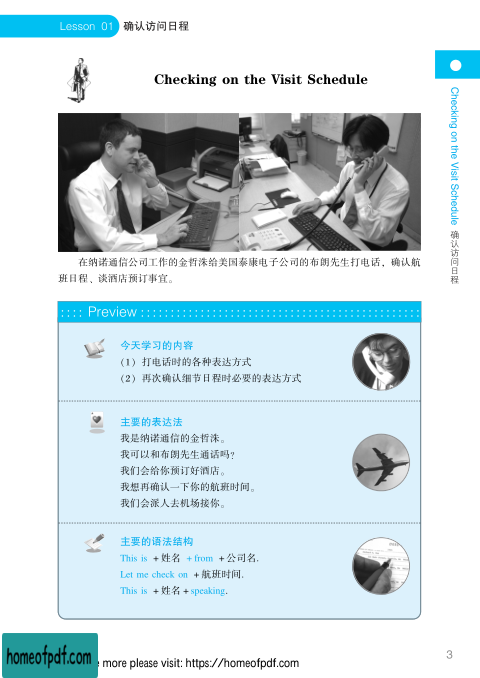 Lesson 01 确认访问日程
Checking on the Visit Schedule
在纳诺通信公司工作的金哲洙给美国泰康电子公司的布朗先生打电话，确认航
班日程、谈酒店预订事宜。
Preview
今天学习的内容
(1) 打电话时的各种表达方式
(2) 再次确认细节日程时必要的表达方式
主要的表达法
我是纳诺通信的金哲洙。
我可以和布朗先生通话吗？
我们会给你预订好酒店。
我想再确认一下你的航班时间。
我们会派人去机场接你。
主要的语法结构
This is +姓名 +from +公司名.
Let me check on +航班时间.
This is +姓名+speaking.
Checking on the Visit Schedule 确认访问日程
3
homeofpdf.com
more please visit: https://homeofpdf.com